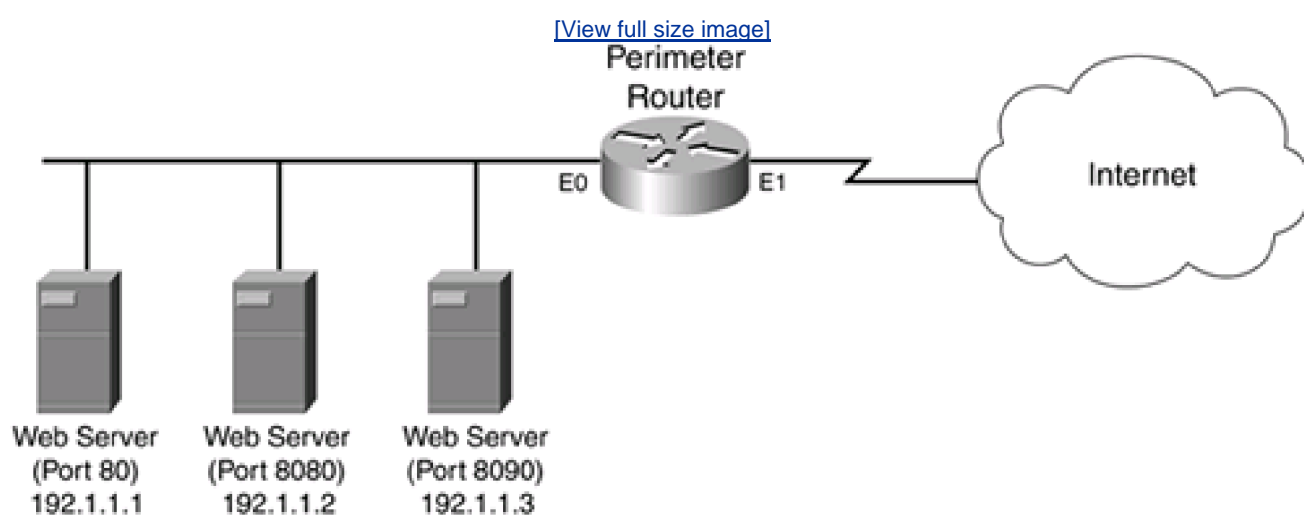 [View full size image]
Perimeter
Router
E0
E1
Internet
Web Server
(Port 80)
192.1.1.1
Web Server
(Port 8080)
192.1.1.2
Web Server
(Port 8090)
192.1.1.3